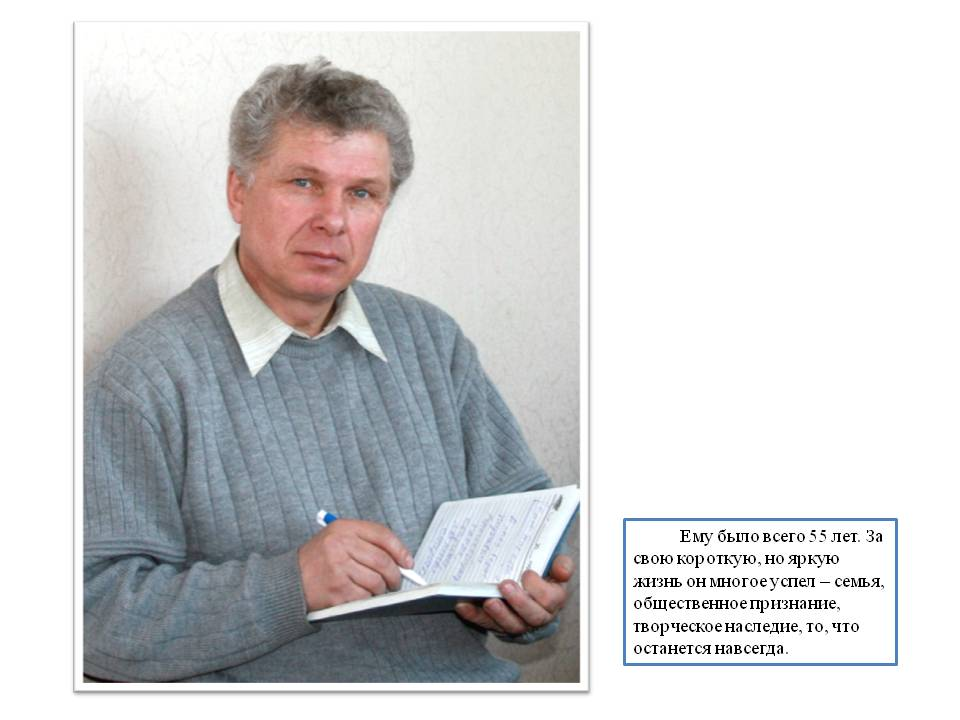 Ему было всего 55 лет. За
свою короткую, но яркую
жизнь он многое успел – семья,
общественное признание,
творческое наследие, то, что
останется навсегда.